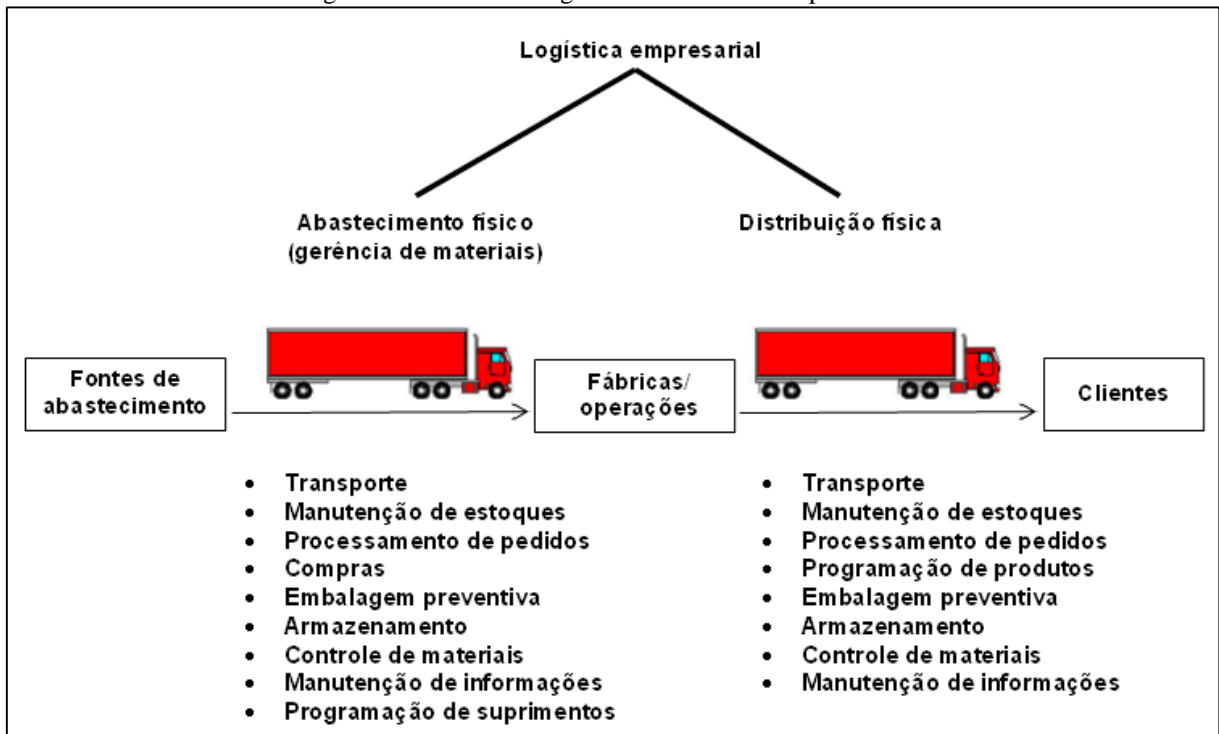 Logística empresarial
Abastecimento físico
(gerência de materiais)
Distribuição física
Fontes de
abastecimento
Fábricas/
operações
Clientes
• Transporte
• Manutenção de estoques
• Processamento de pedidos
• Compras
• Embalagem preventiva
• Armazenamento
• Controle de materiais
• Manutenção de informações
• Programação de suprimentos
• Transporte
• Manutenção de estoques
• Processamento de pedidos
• Programação de produtos
• Embalagem preventiva
• Armazenamento
• Controle de materiais
• Manutenção de informações